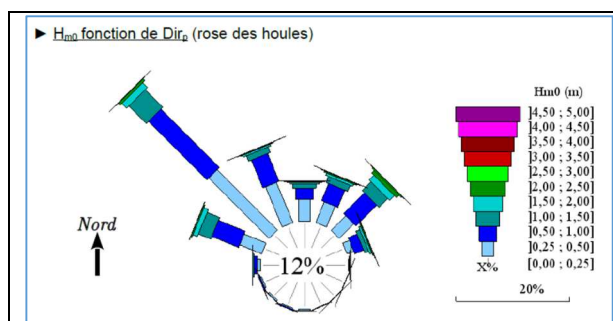 ► Hm0 fonction de Dirp (rose des houles)
Hm0 (m)
]4,50 ; 5,00]
]4,00 ; 4,50]
]3,50 ; 4,00]
]3,00 ; 3,50]
]2,50 ; 3,00]
]2,00 ; 2,50]
]1,50 ; 2,00]
]1,00 ; 1,50]
]0,50 ; 1,00]
]0,25 ; 0,50]
[0,00 ; 0,25]
X%
20%
Nord
12%